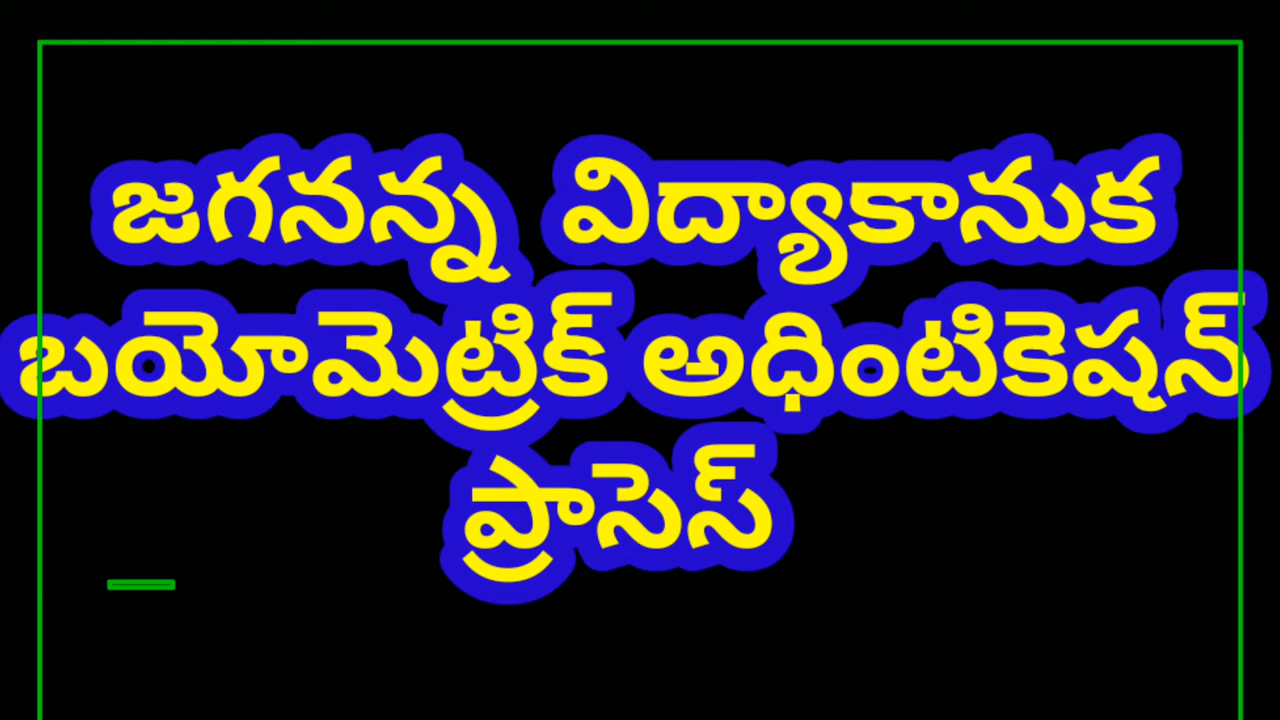 జగనన్న విద్యాకానుక
బయోమెట్రిక్ అధింటికెషన్
ప్రాసెస్